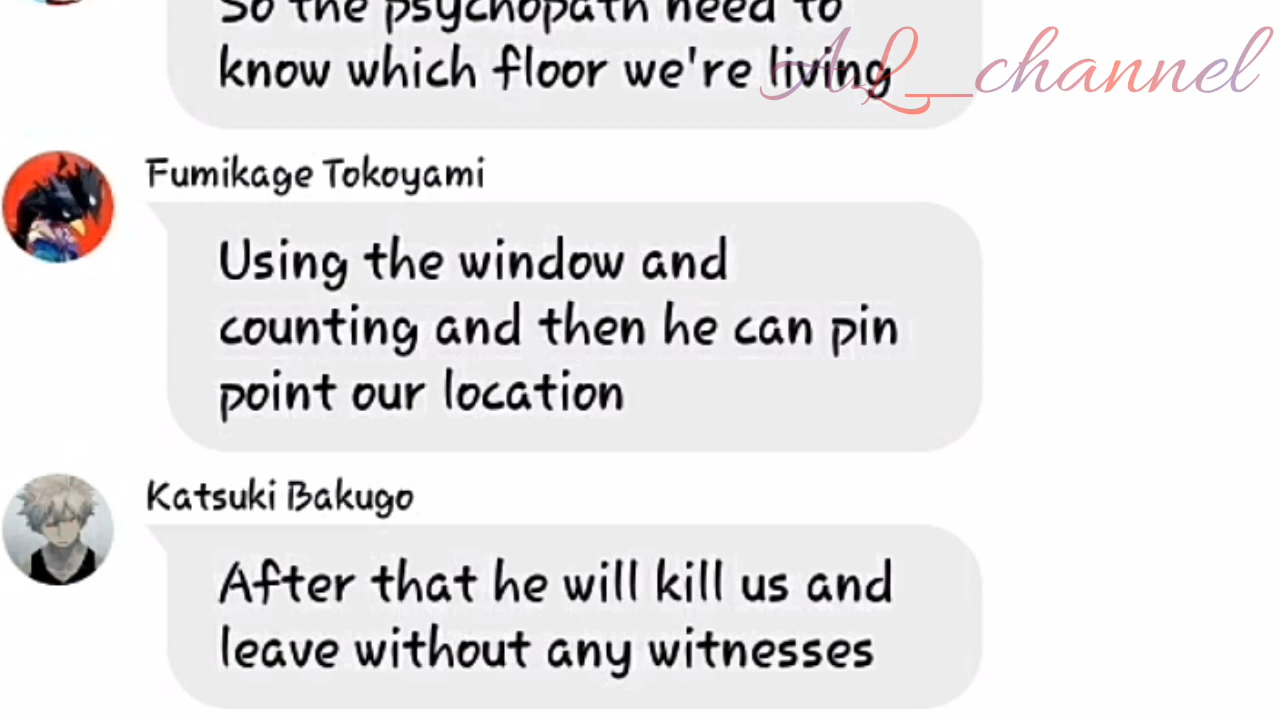 So the psychopath need to
know which floor we're living
AL_channel
Fumikage Tokoyami
Using the window and
counting and then he can pin
point our location
Katsuki Bakugo
After that he will kill us and
leave without any witnesses